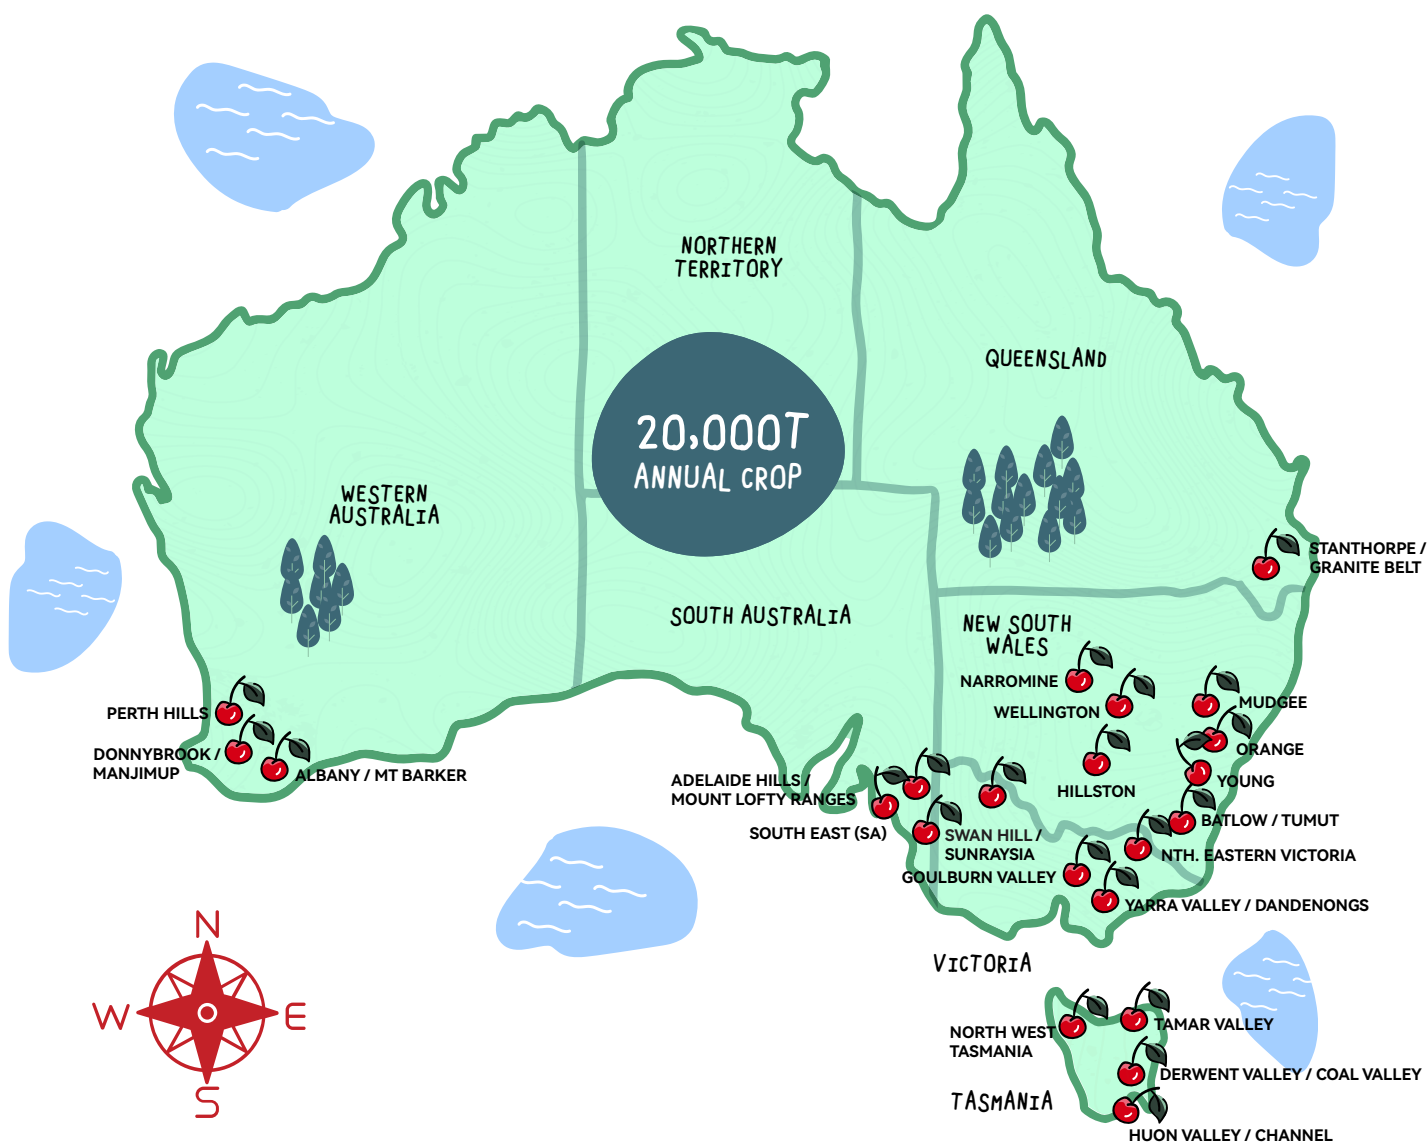 NORTHERN
TERRITORY
QUEENSLAND
20,000T
ANNUAL CROP
WESTERN
AUSTRALIA
STANTHORPE /
GRANITE BELT
SOUTH AUSTRALIA
NEW SOUTH
WALES
NARROMINE
WELLINGTON
MUDGEE
PERTH HILLS
ORANGE
DONNYBROOK /
MANJIMUP
ALBANY / MT BARKER
ADELAIDE HILLS /
MOUNT LOFTY RANGES
HILLSTON
YOUNG
BATLOW / TUMUT
SOUTH EAST (SA)
SWAN HILL /
SUNRAYSIA
NTH. EASTERN VICTORIA
GOULBURN VALLEY
YARRA VALLEY / DANDENONGS
VICTORIA
N
W
E
S
NORTH WEST
TASMANIA
TAMAR VALLEY
DERWENT VALLEY / COAL VALLEY
TASMANIA
HUON VALLEY / CHANNEL